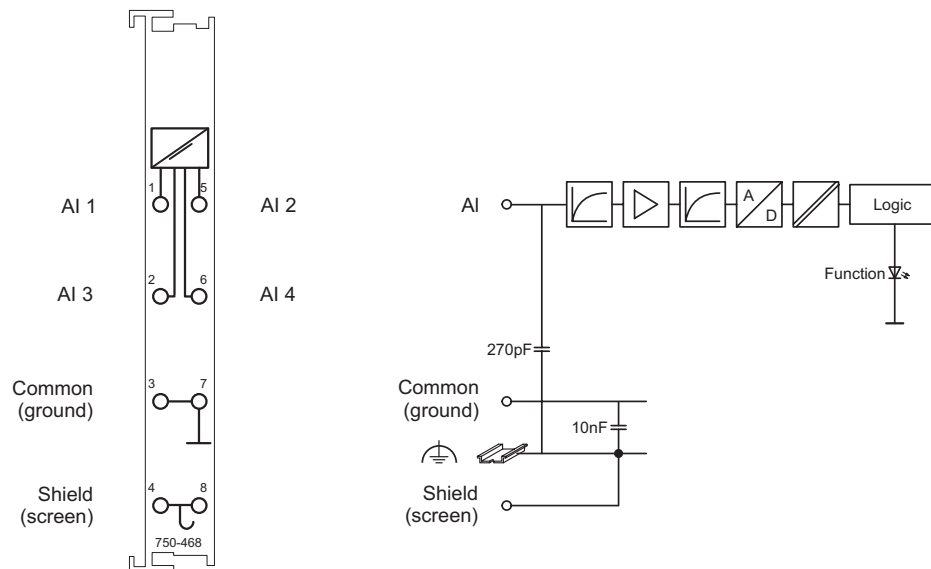 1
5
AI 1
AI 2
2
6
AI 3
AI 4
3
7
Common
(ground)
4
8
Shield
(screen)
750-468
AI
A
D
Logic
Function
270pF
Common
(ground)
10nF
Shield
(screen)